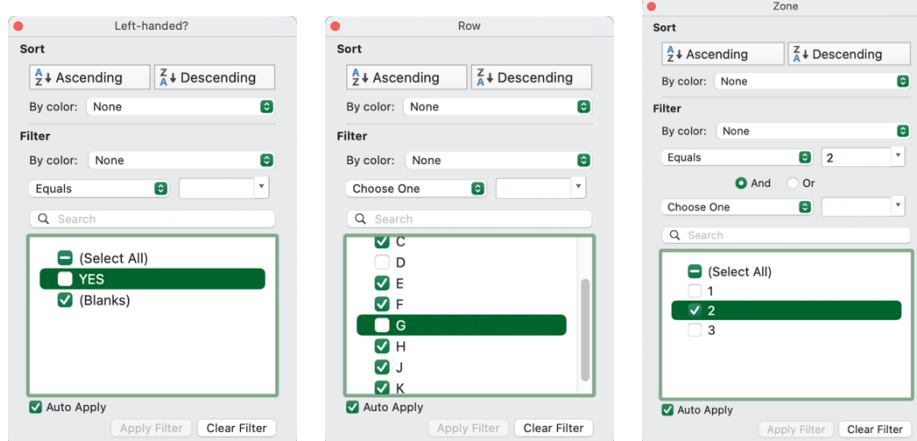 Left-handed?
Sort
A Z Ascending
Z A Descending
By color: None
Filter
By color: None
Equals
Search
(Select All)
YES
(Blanks)
Auto Apply
Apply Filter
Clear Filter
Row
Sort
A Z Ascending
Z A Descending
By color: None
Filter
By color: None
Choose One
Search
C
D
E
F
G
H
J
K
Auto Apply
Apply Filter
Clear Filter
Zone
Sort
A Z Ascending
Z A Descending
By color: None
Filter
By color: None
Equals 2
And Or
Choose One
Search
(Select All)
1
2
3
Auto Apply
Apply Filter
Clear Filter